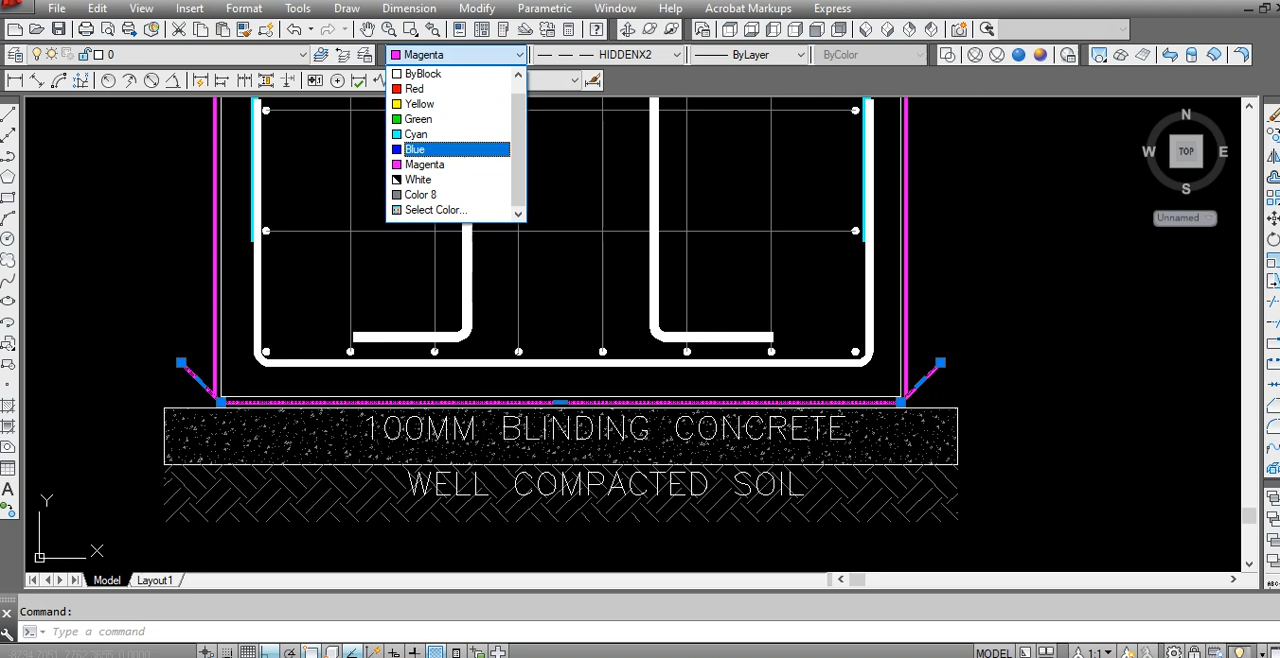 File Edit View Insert Format Tools Draw Dimension Modify Parametric Window Help Acrobat Markups Express
0 Magenta HIDDENX2 ByLayer ByColor
ByBlock
Red
Yellow
Green
Cyan
Blue
Magenta
White
Color 8
Select Color...
N
W TOP E
S
Unnamed
100MM BLINDING CONCRETE
WELL COMPACTED SOIL
Y
X
A
Model Layout1
Command:
Type a command
MODEL 1:1